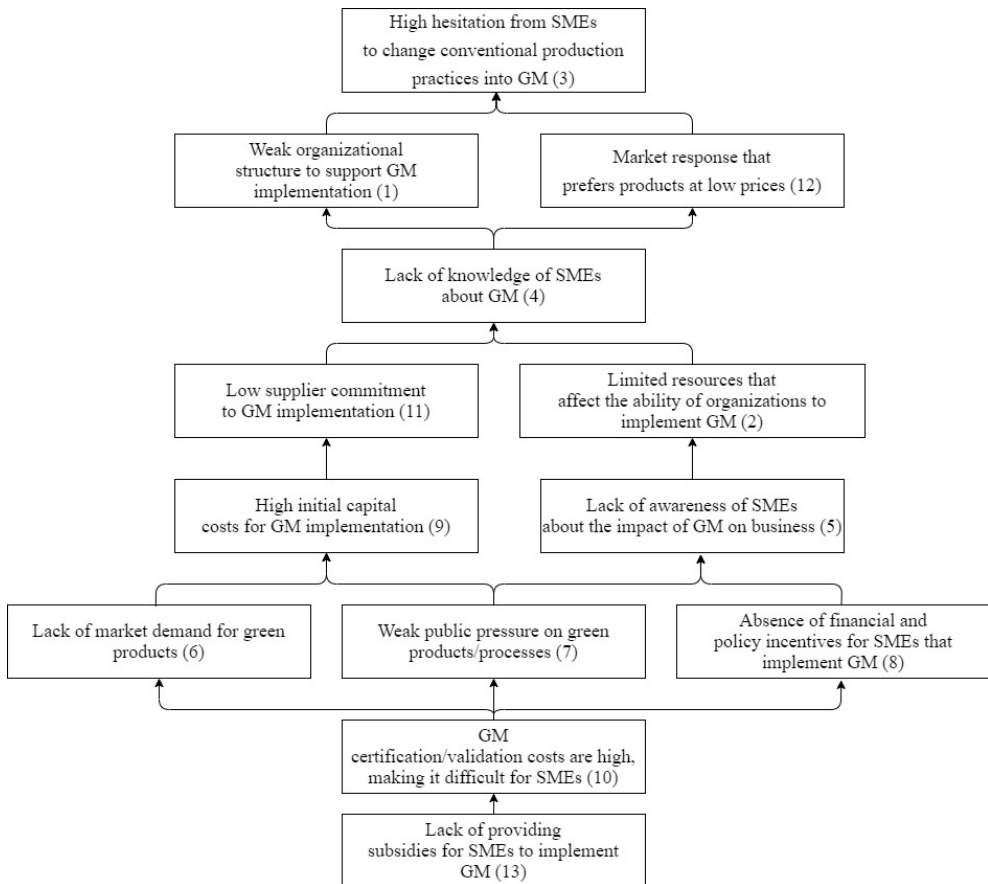 High hesitation from SMEs
to change conventional production
practices into GM (3)
Weak organizational
structure to support GM
implementation (1)
Market response that
prefers products at low prices (12)
Lack of knowledge of SMEs
about GM (4)
Low supplier commitment
to GM implementation (11)
Limited resources that
affect the ability of organizations to
implement GM (2)
High initial capital
costs for GM implementation (9)
Lack of awareness of SMEs
about the impact of GM on business (5)
Lack of market demand for green
products (6)
Weak public pressure on green
products/processes (7)
Absence of financial and
policy incentives for SMEs that
implement GM (8)
GM
certification/validation costs are high,
making it difficult for SMEs (10)
Lack of providing
subsidies for SMEs to implement
GM (13)